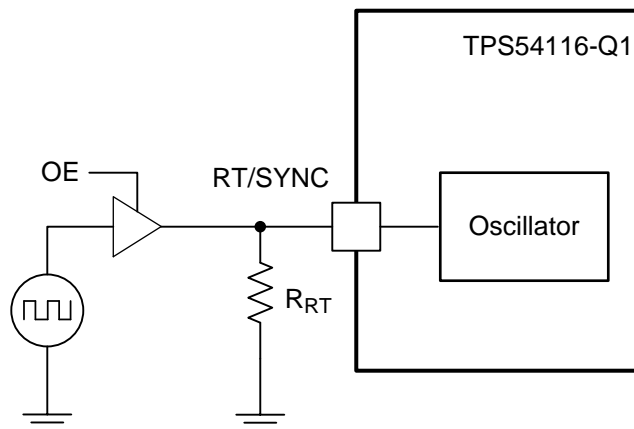 TPS54116-Q1
OE
RT/SYNC
Oscillator
RRT